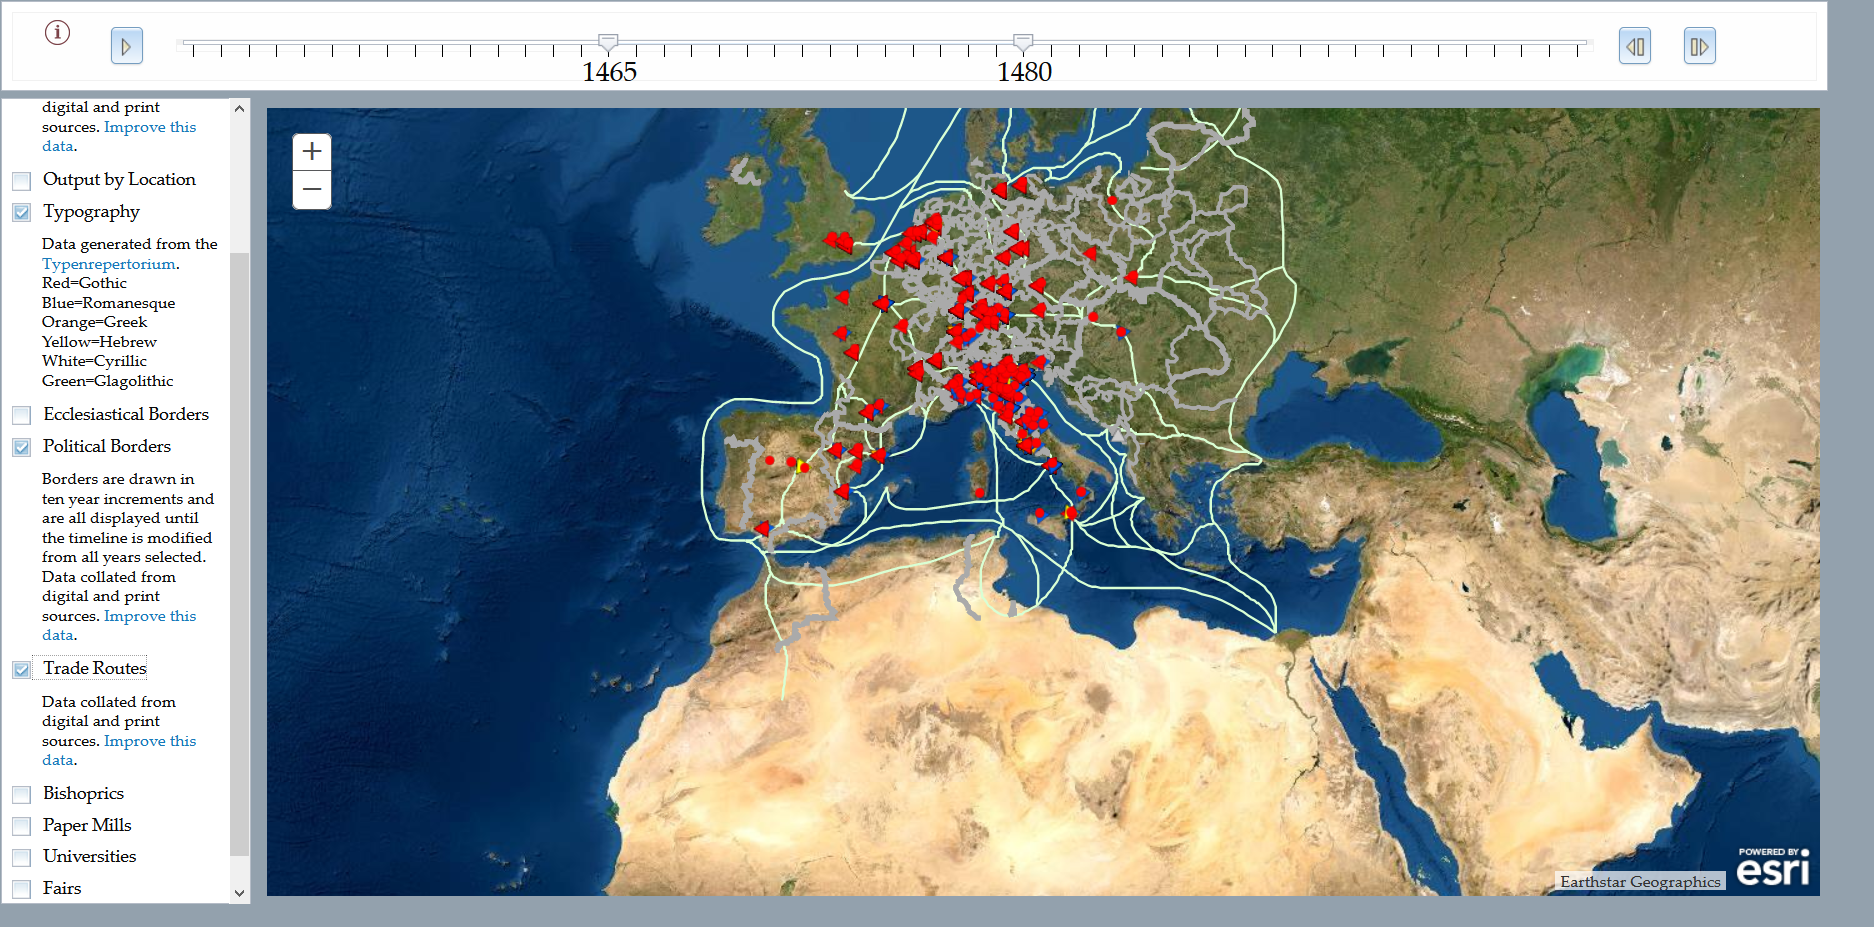 1465
1480
digital and print
sources. Improve this
data.
Output by Location
Typography
Data generated from the
Typenrepertorium.
Red=Gothic
Blue=Romanesque
Orange=Greek
Yellow=Hebrew
White=Cyrillic
Green=Glagolithic
Ecclesiastical Borders
Political Borders
Borders are drawn in
ten year increments and
are all displayed until
the timeline is modified
from all years selected.
Data collated from
digital and print
sources. Improve this
data.
Trade Routes
Data collated from
digital and print
sources. Improve this
data.
Bishoprics
Paper Mills
Universities
Fairs
+
−
Earthstar Geographics
POWERED BY
esri